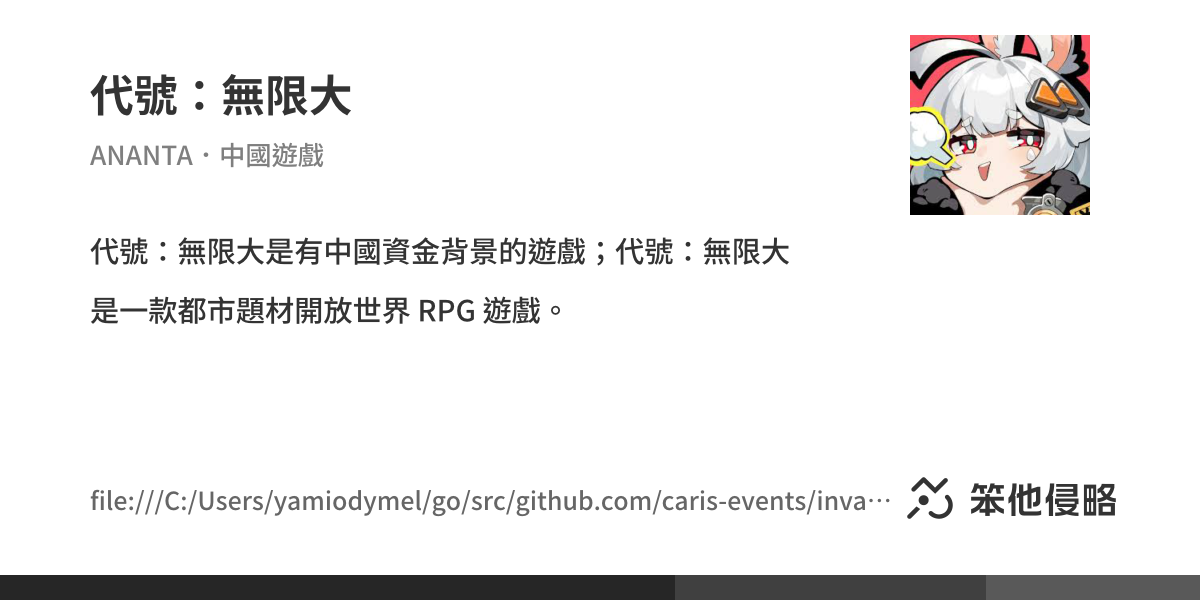 代號：無限大
ANANTA・中國遊戲
代號：無限大是有中國資金背景的遊戲；代號：無限大
是一款都市題材開放世界 RPG 遊戲。
file:///C:/Users/yamiodymel/go/src/github.com/caris-events/inva⋯
笨他侵略